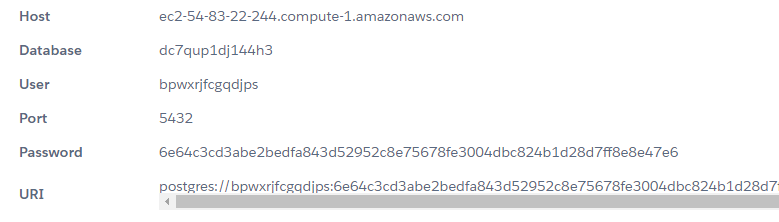 Host ec2-54-83-22-244.compute-1.amazonaws.com
Database dc7qup1dj144h3
User bpwxrjfcgqdjps
Port 5432
Password 6e64c3cd3abe2bedfa843d52952c8e75678fe3004dbc824b1d28d7ff8e8e47e6
URI postgres://bpwxrjfcgqdjps:6e64c3cd3abe2bedfa843d52952c8e75678fe3004dbc824b1d28d7f